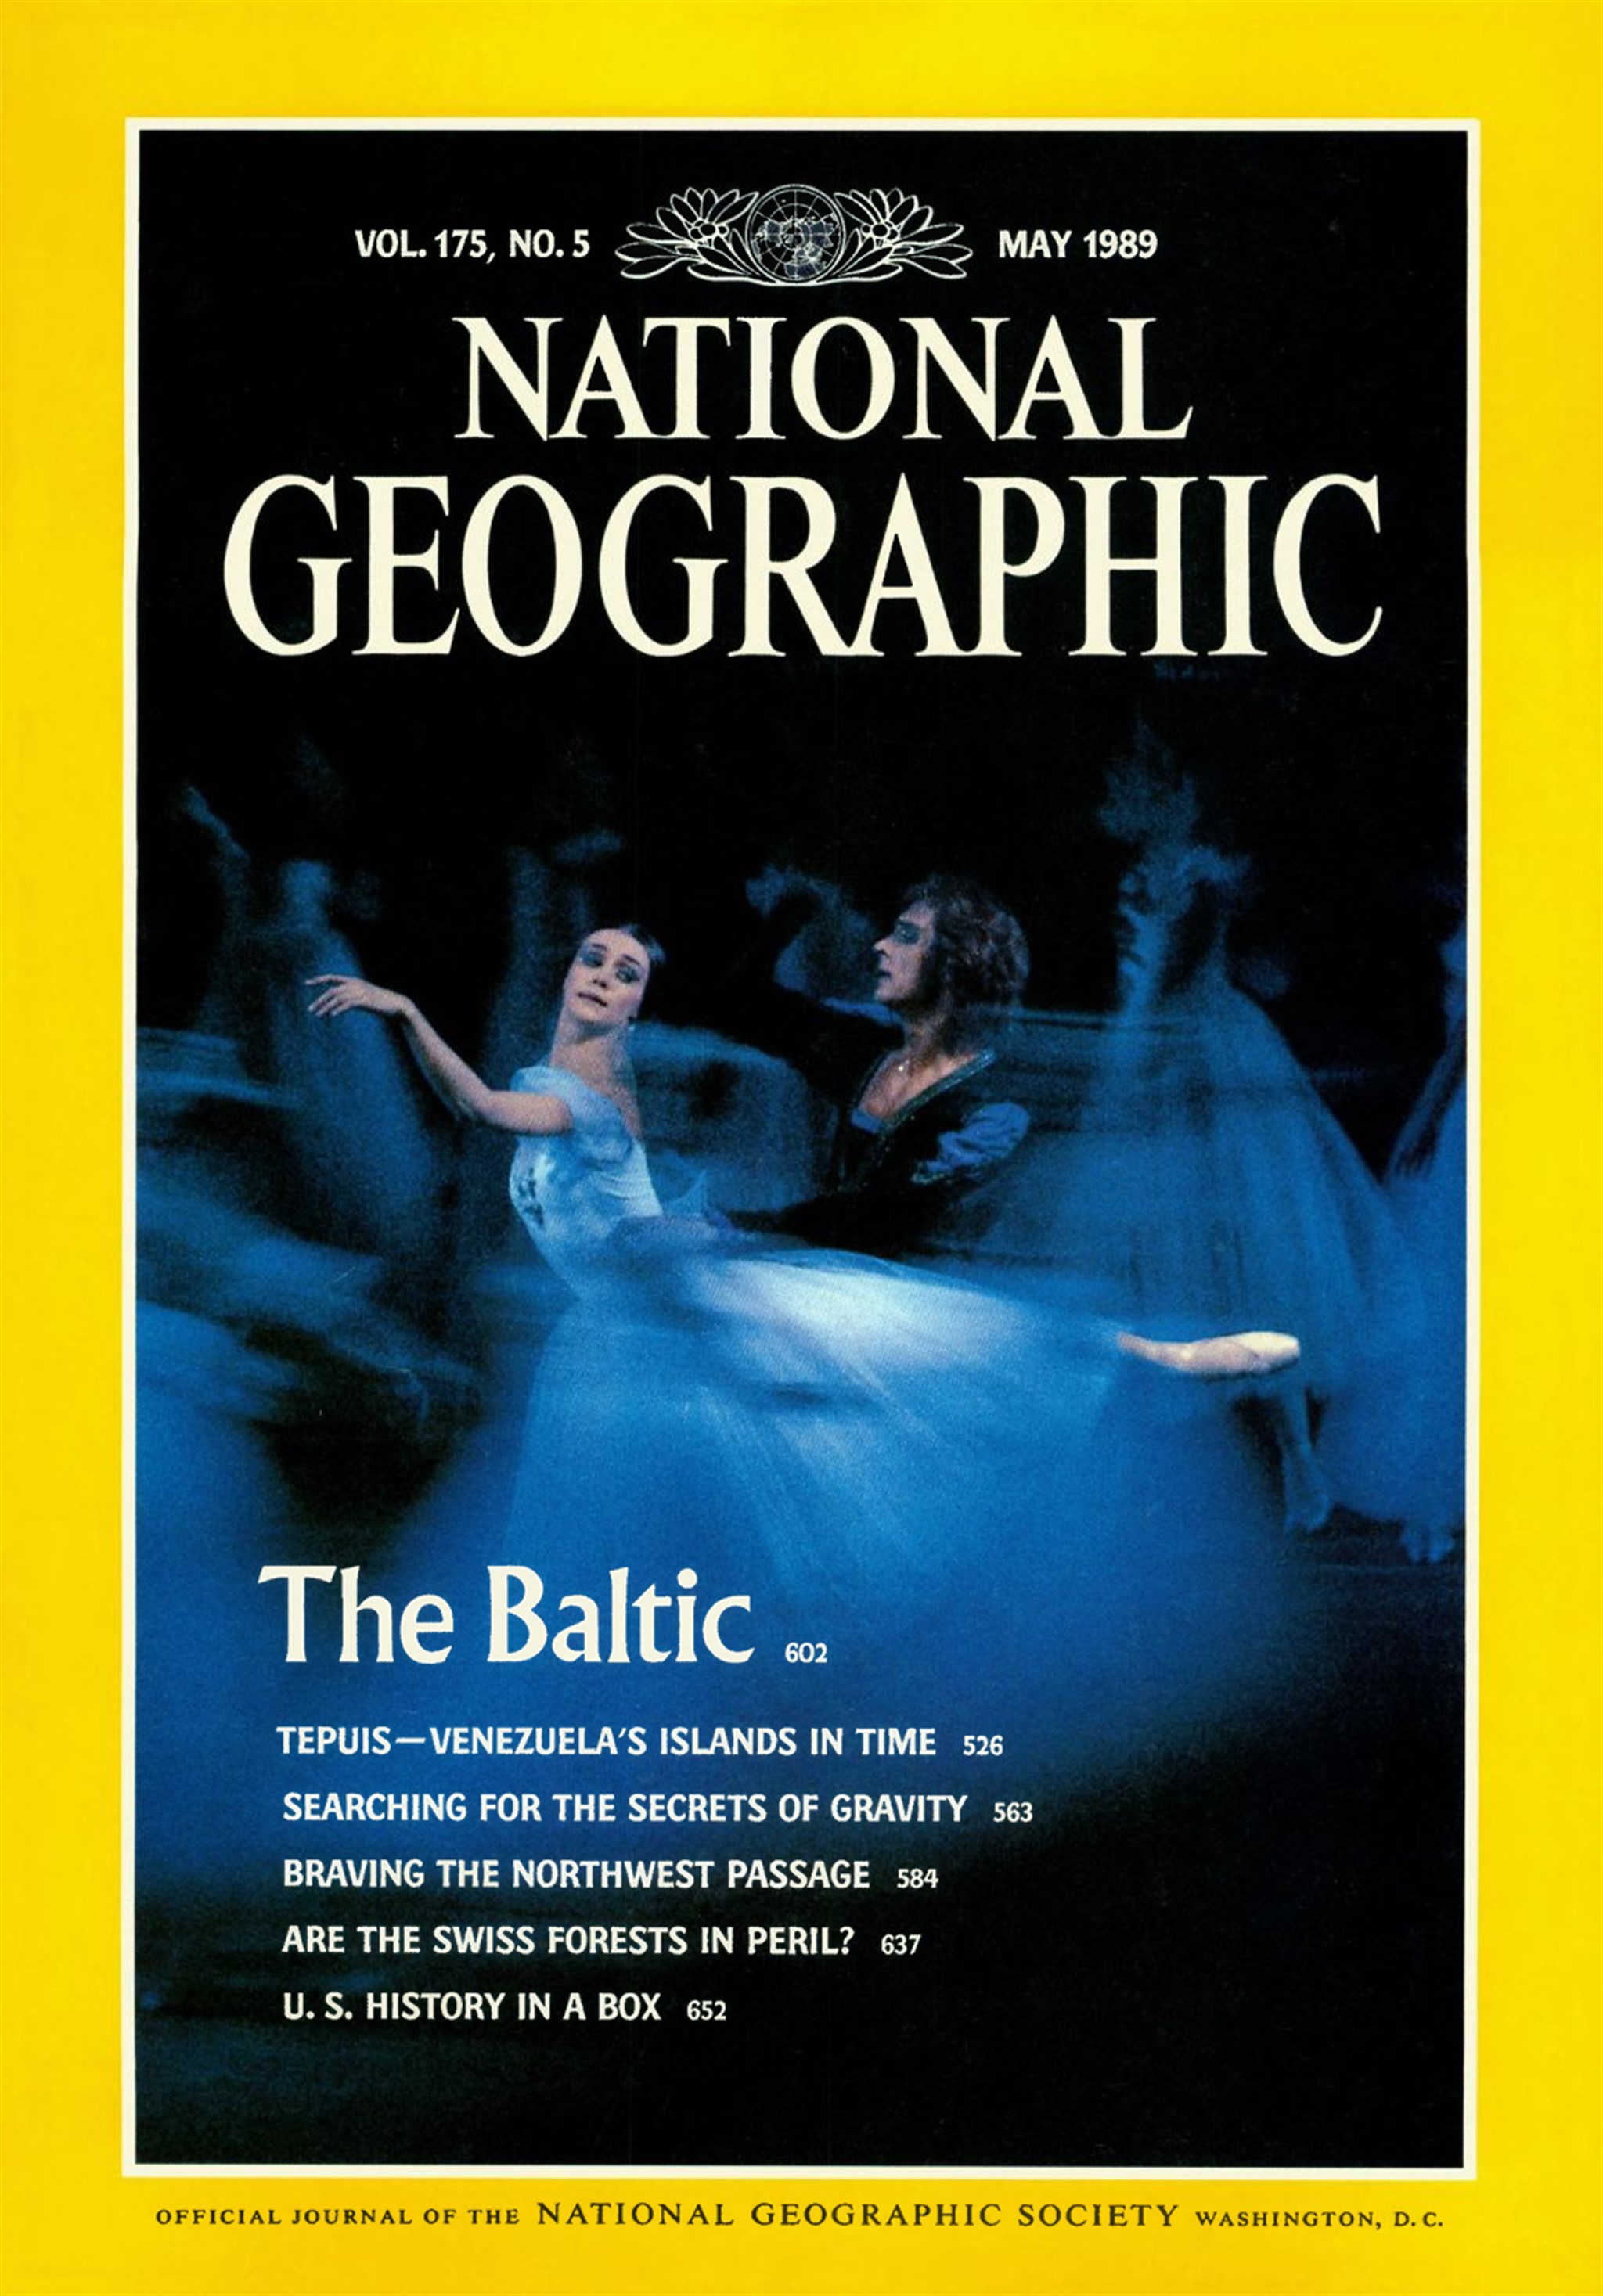 VOL. 175, NO. 5 MAY 1989
NATIONAL
GEOGRAPHIC
The Baltic 602
TEPUIS—VENEZUELA'S ISLANDS IN TIME 526
SEARCHING FOR THE SECRETS OF GRAVITY 563
BRAVING THE NORTHWEST PASSAGE 584
ARE THE SWISS FORESTS IN PERIL? 637
U. S. HISTORY IN A BOX 652
OFFICIAL JOURNAL OF THE NATIONAL GEOGRAPHIC SOCIETY WASHINGTON, D. C.